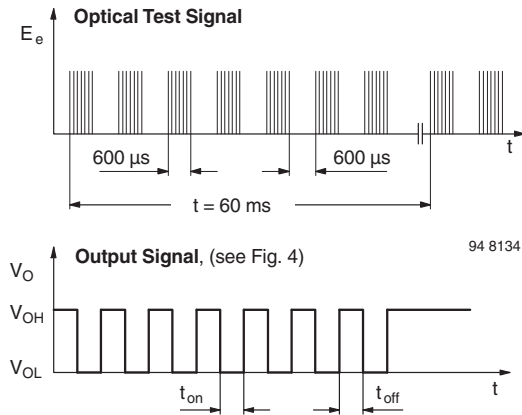 Optical Test Signal
E e
t
600 µs
600 µs
t = 60 ms
94 8134
Output Signal, (see Fig. 4)
V O
V OH
V OL
t on
t off
t